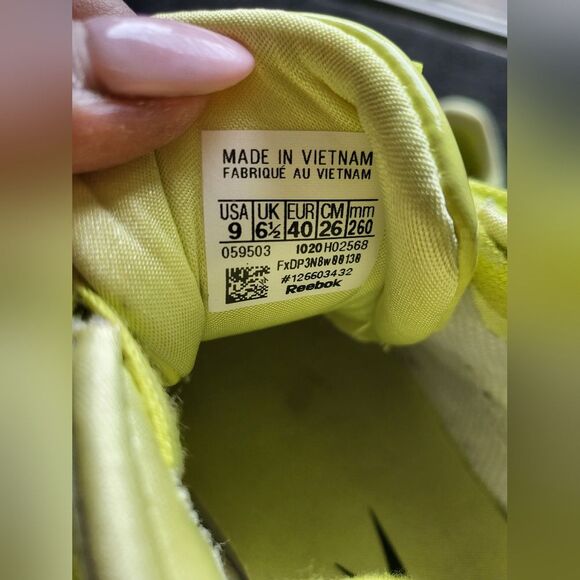 MADE IN VIETNAM
FABRIQUÉ AU VIETNAM
USA UK EUR CM mm
9 6½ 40 26 260
059503 1020H02568
FxDP3N8w00130
#126603432
Reebok